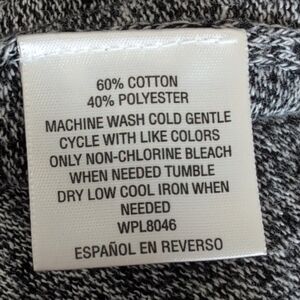 60% COTTON
40% POLYESTER
MACHINE WASH COLD GENTLE
CYCLE WITH LIKE COLORS
ONLY NON-CHLORINE BLEACH
WHEN NEEDED TUMBLE
DRY LOW COOL IRON WHEN
NEEDED
WPL8046
ESPAÑOL EN REVERSO